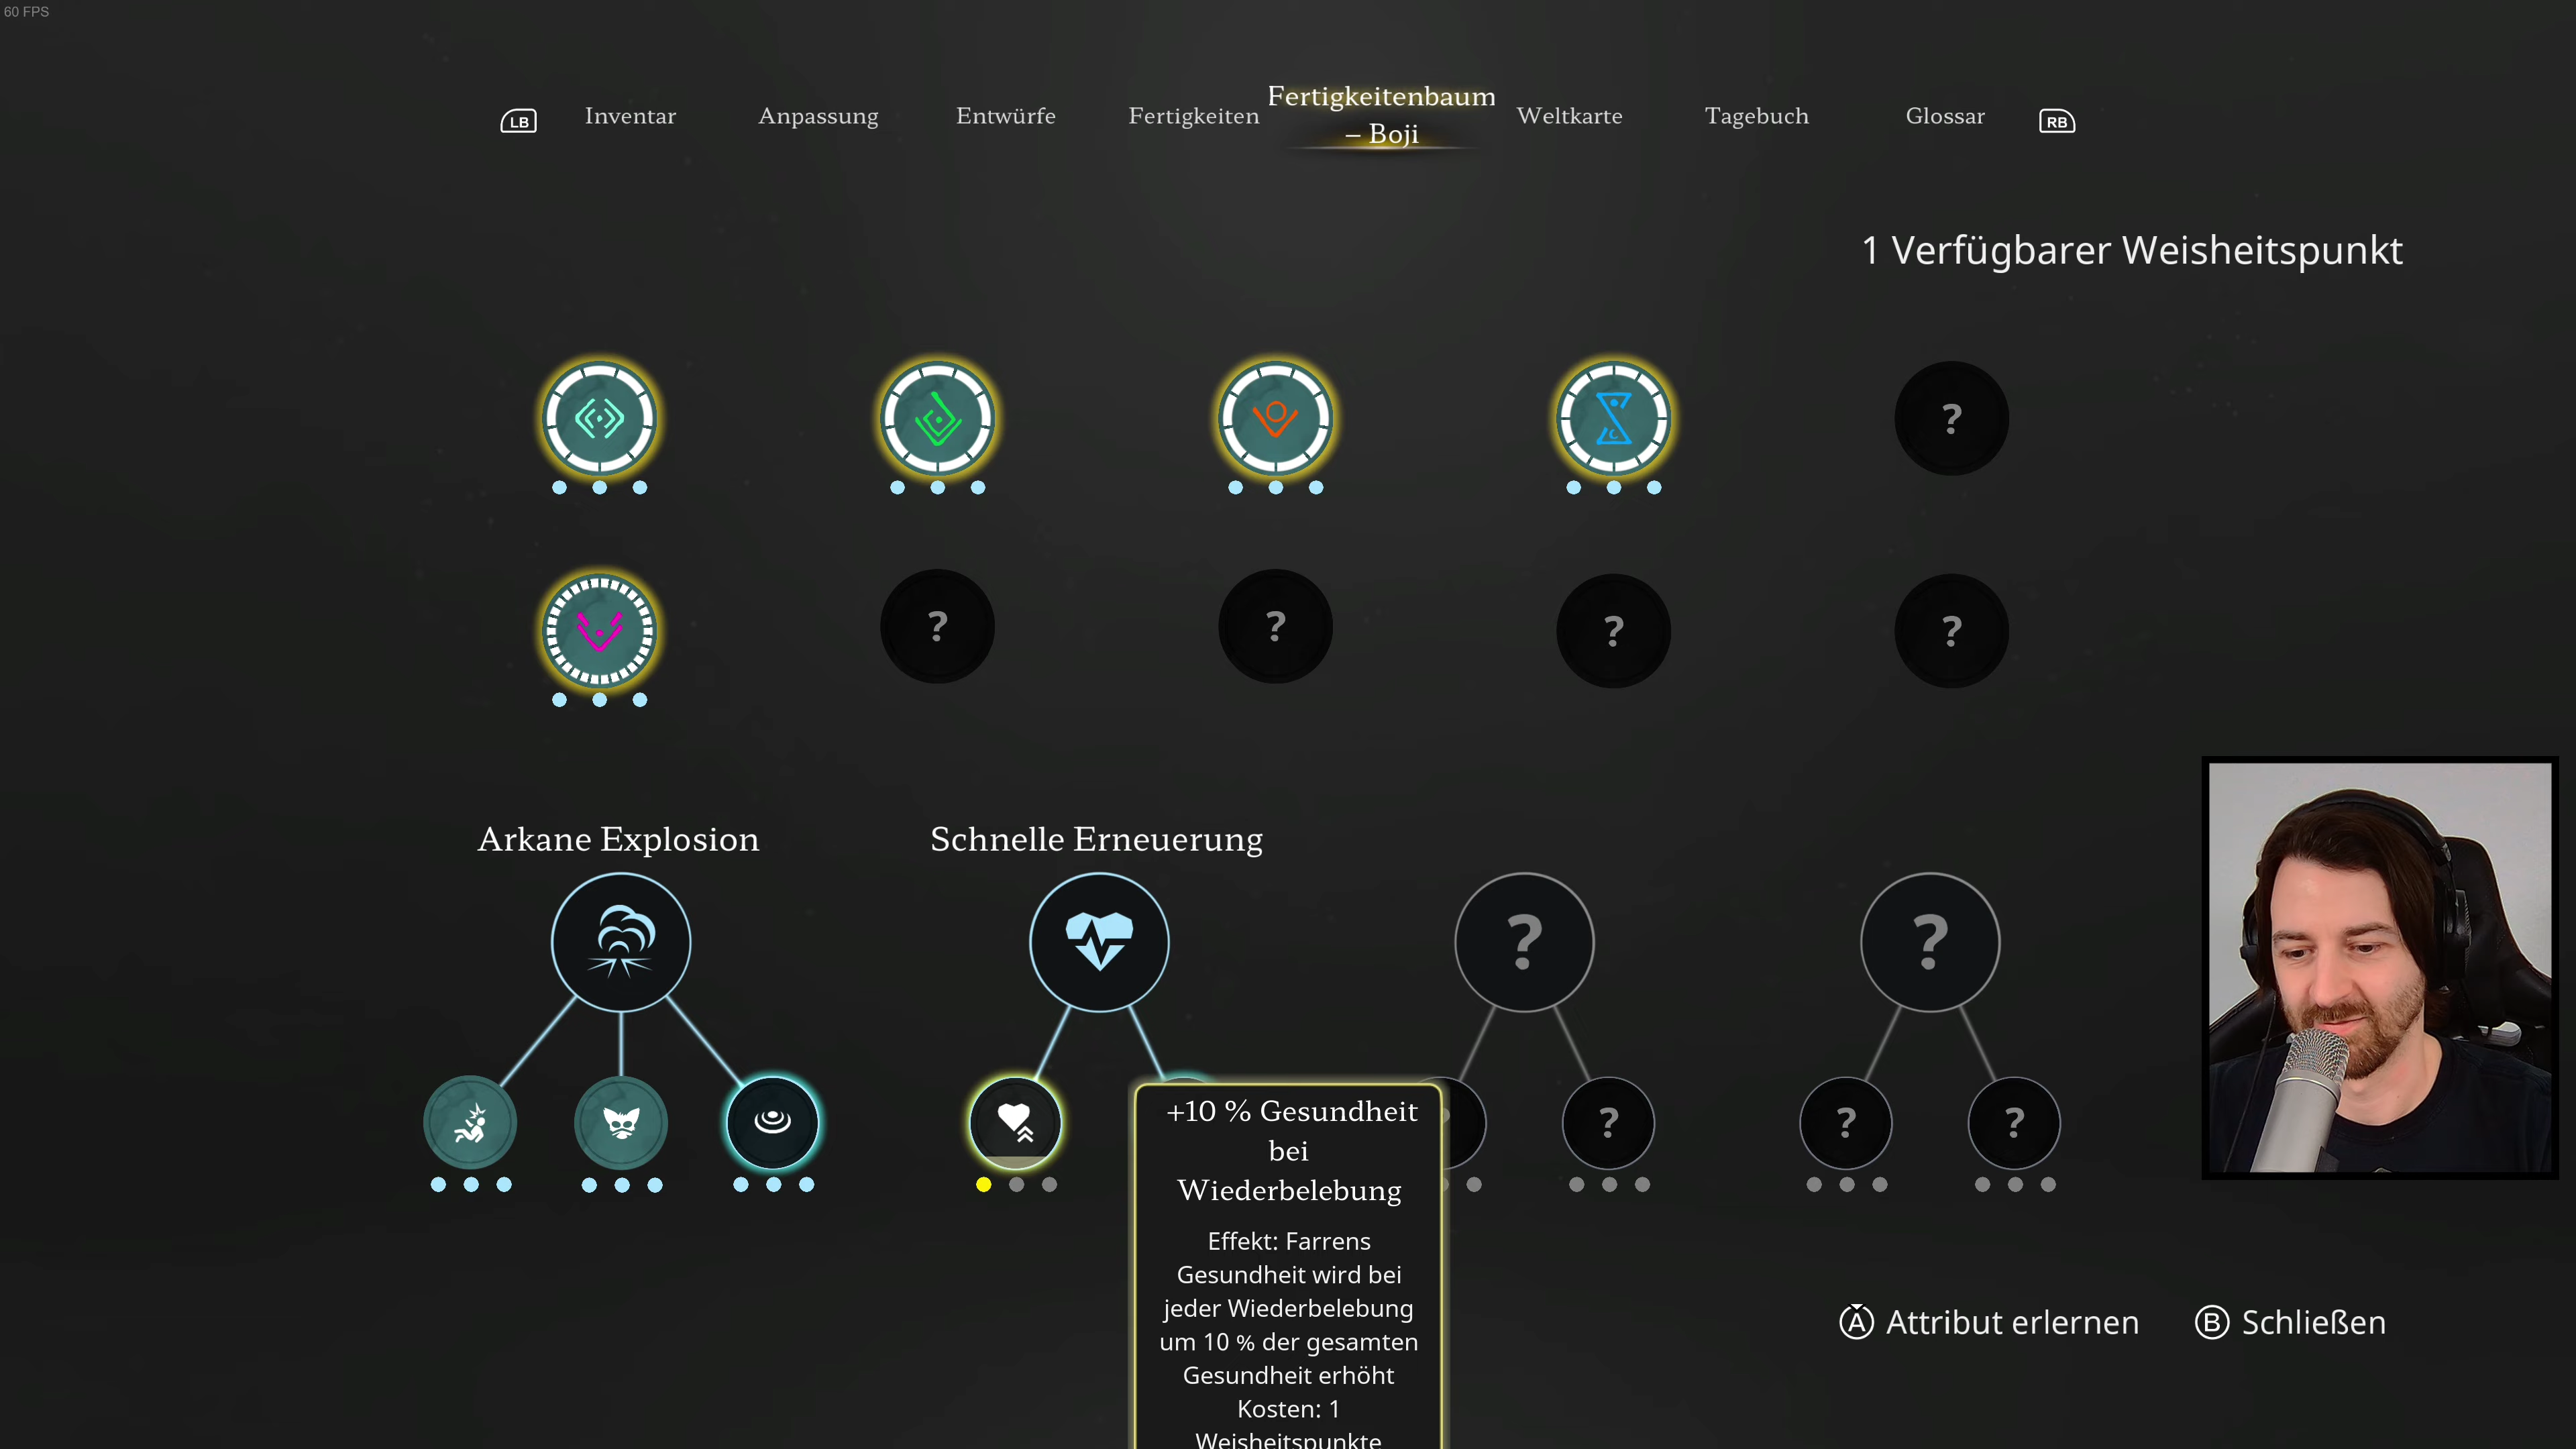 60 FPS
LB
Inventar
Anpassung
Entwürfe
Fertigkeiten
Fertigkeitenbaum
– Boji
Weltkarte
Tagebuch
Glossar
RB
1 Verfügbarer Weisheitspunkt
?
?
?
?
?
Arkane Explosion
Schnelle Erneuerung
?
?
?
?
?
+10 % Gesundheit
bei
Wiederbelebung
Effekt: Farrens
Gesundheit wird bei
jeder Wiederbelebung
um 10 % der gesamten
Gesundheit erhöht
Kosten: 1
Weisheitspunkte
A Attribut erlernen
B Schließen